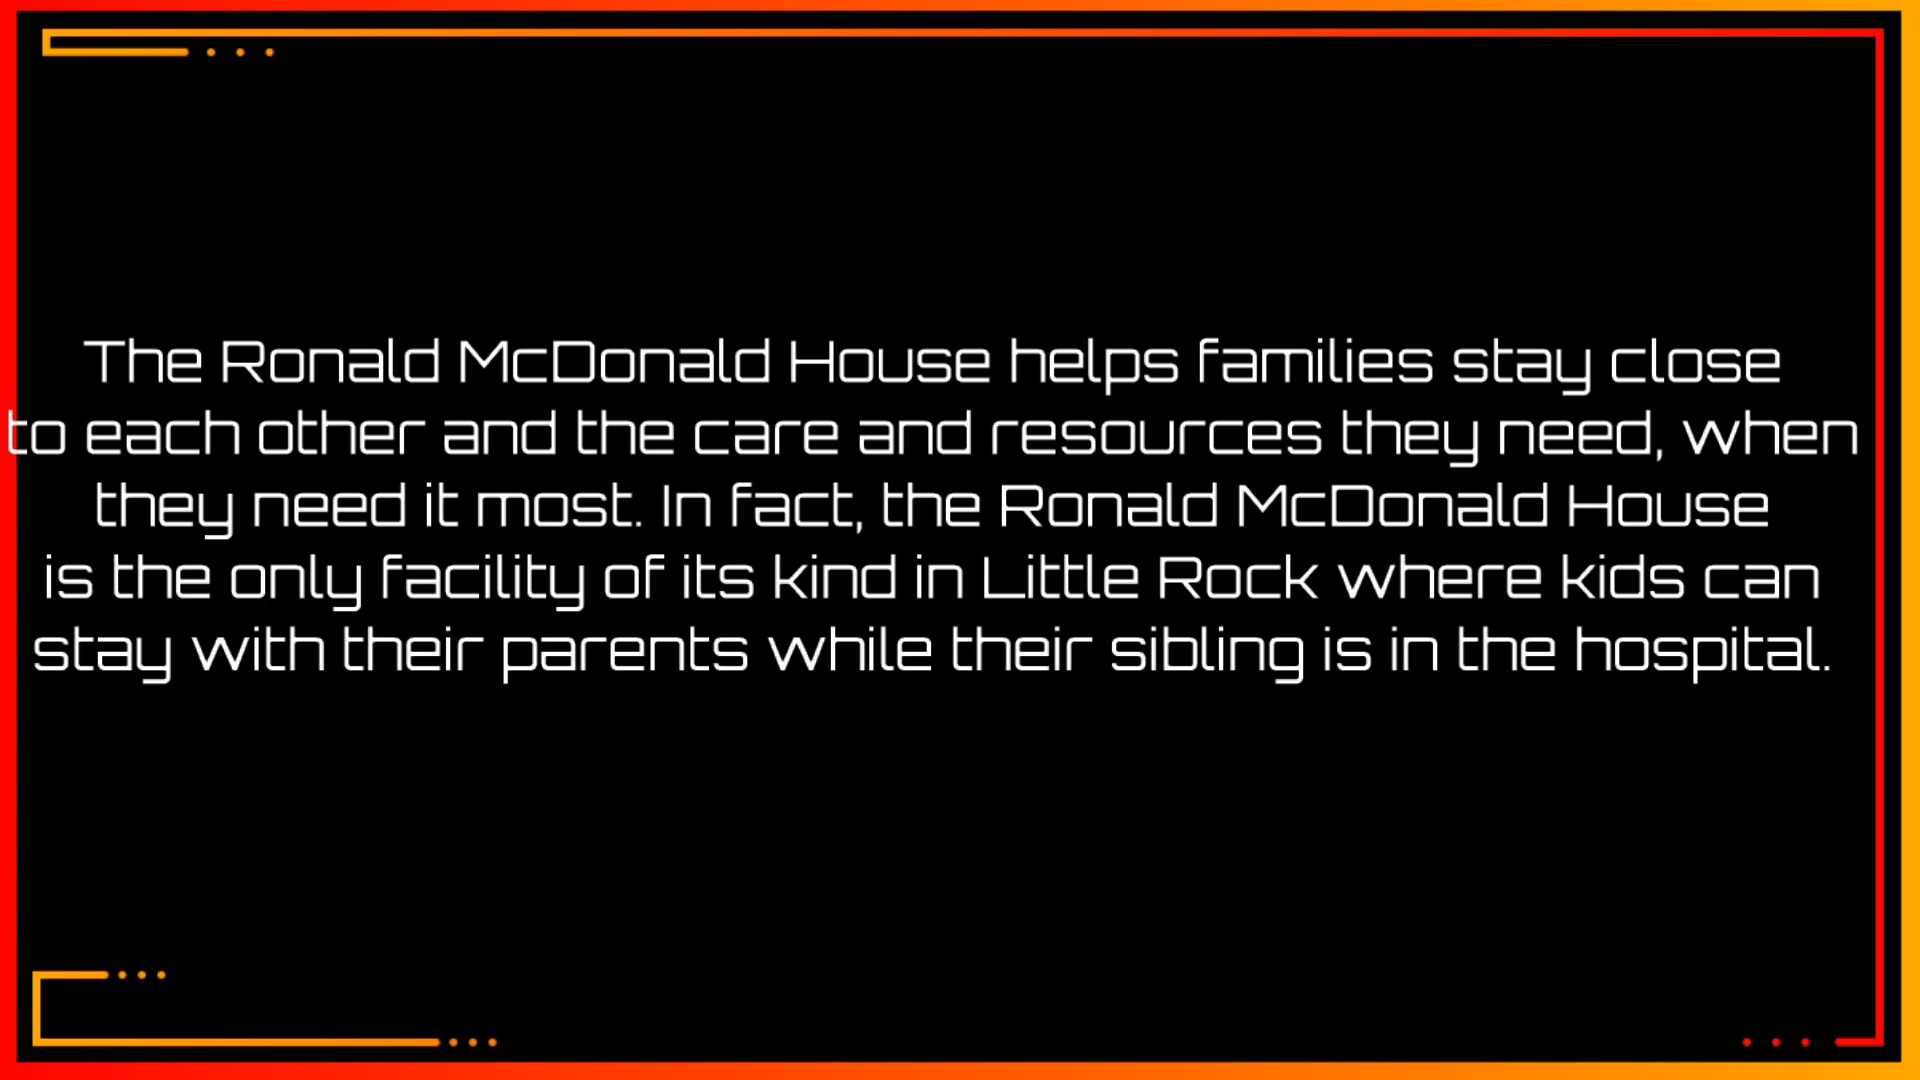 The Ronald McDonald House helps families stay close
to each other and the care and resources they need, when
they need it most. In fact, the Ronald McDonald House
is the only facility of its kind in Little Rock where kids can
stay with their parents while their sibling is in the hospital.